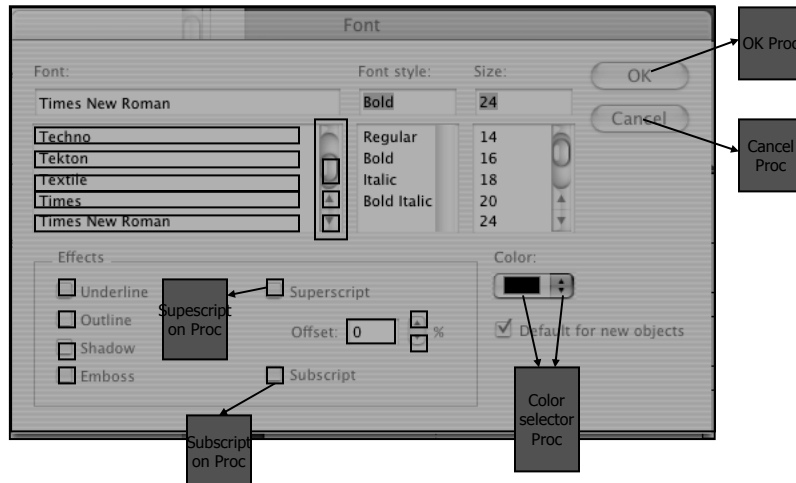 Font
OK Proc
Font:
Font style:
Size:
OK
Times New Roman
Bold
24
Cancel
Techno
Regular
14
Tekton
Bold
16
Cancel
Proc
Textile
Italic
18
Times
Bold Italic
20
Times New Roman
24
Effects
Color:
Underline
Superscript
Supescript
on Proc
Outline
Offset: 0 %
Default for new objects
Shadow
Emboss
Subscript
Color
selector
Proc
Subscript
on Proc